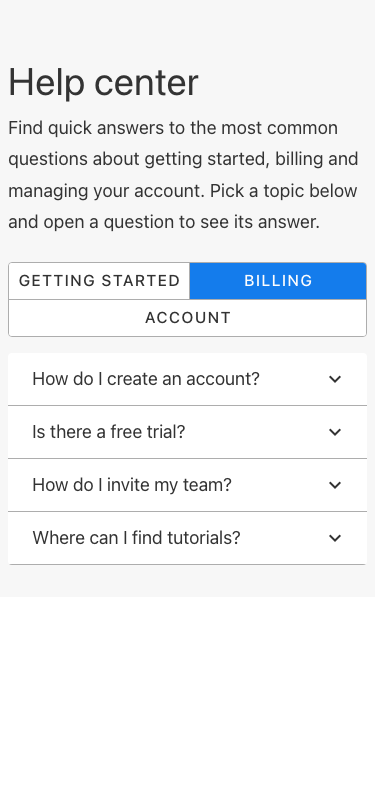 Help center
Find quick answers to the most common
questions about getting started, billing and
managing your account. Pick a topic below
and open a question to see its answer.
GETTING STARTED
BILLING
ACCOUNT
How do I create an account?
Is there a free trial?
How do I invite my team?
Where can I find tutorials?